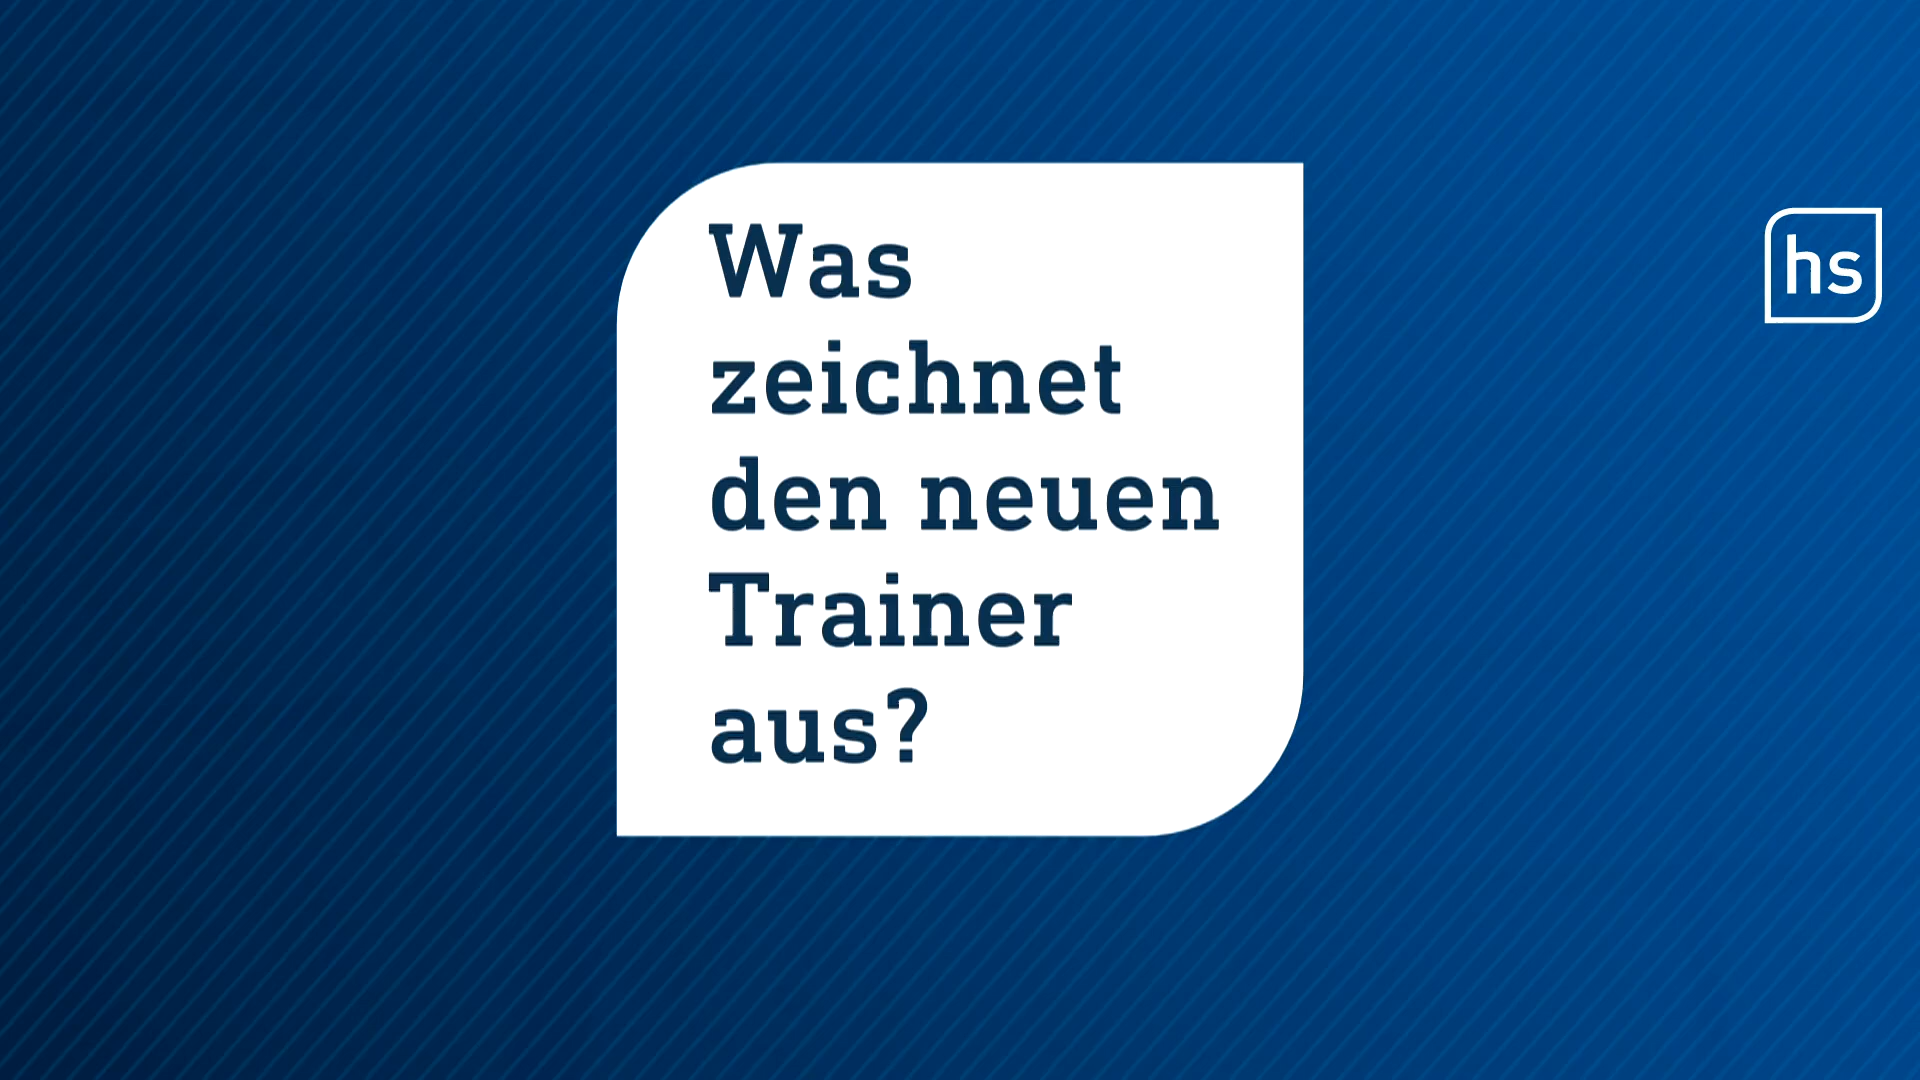 Was
zeichnet
den neuen
Trainer
aus?
hs